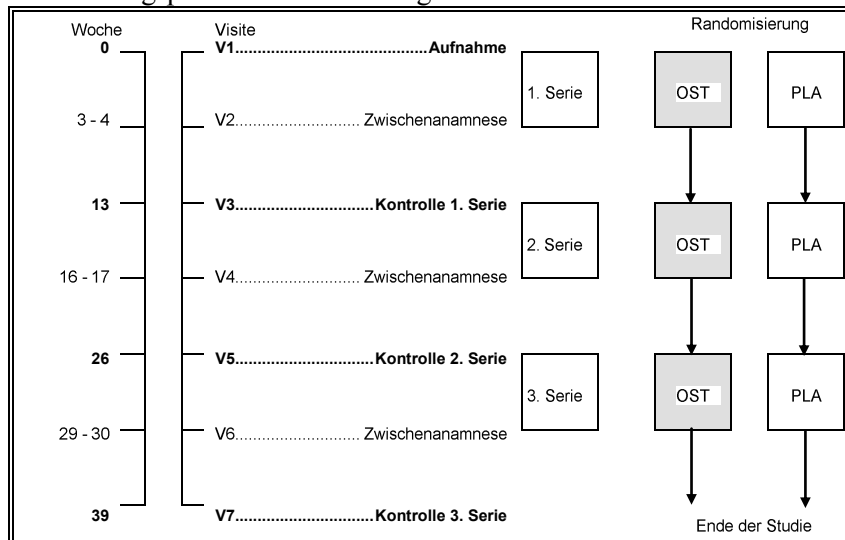 Woche Visite Randomisierung
0 V1............................................Aufnahme
1. Serie OST PLA
3 - 4 V2............................ Zwischenanamnese
13 V3.........................Kontrolle 1. Serie
2. Serie OST PLA
16 - 17 V4............................ Zwischenanamnese
26 V5.........................Kontrolle 2. Serie
3. Serie OST PLA
29 - 30 V6............................ Zwischenanamnese
39 V7.........................Kontrolle 3. Serie
Ende der Studie